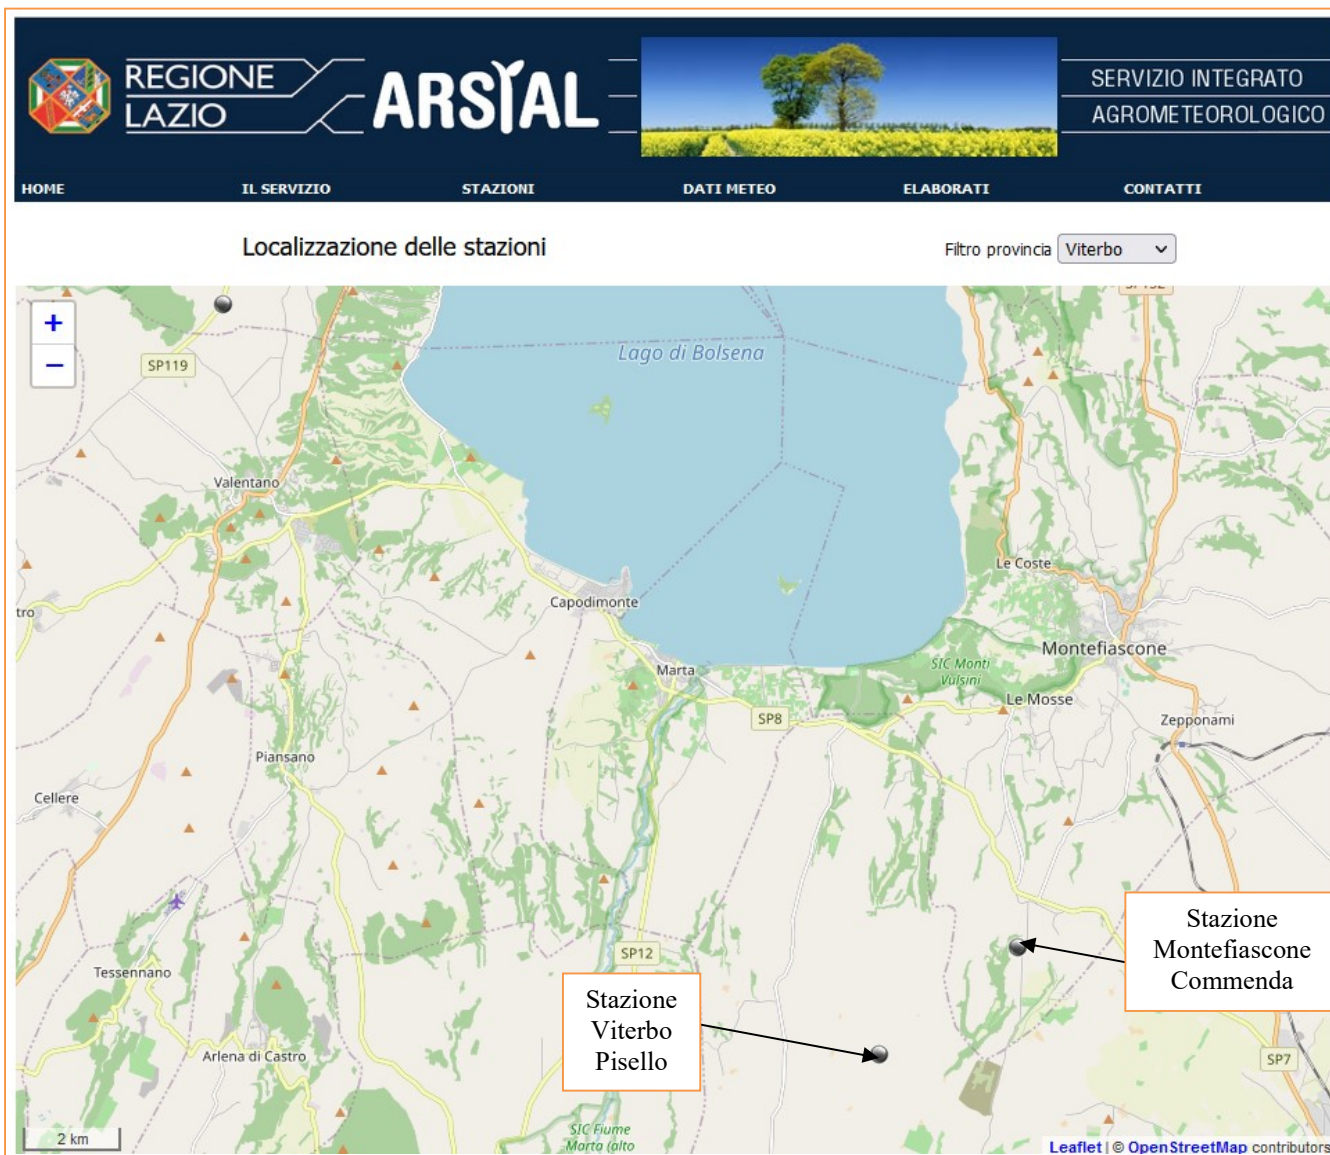 REGIONE
LAZIO
ARSIAL
SERVIZIO INTEGRATO
AGROMETEOROLOGICO
HOME IL SERVIZIO STAZIONI DATI METEO ELABORATI CONTATTI
Localizzazione delle stazioni
Filtro provincia Viterbo
+
−
SP119
Lago di Bolsena
Valentano
Le Coste
Capodimonte
tro
Montefiascone
SIC Monti
Vulsini
Marta
Le Mosse
SP8
Zepponami
Piansano
Cellere
Stazione
Montefiascone
Commenda
SP12
Tessennano
Stazione
Viterbo
Pisello
Arlena di Castro
SP7
SIC Fiume
Marta (alto
2 km
Leaflet | © OpenStreetMap contributors